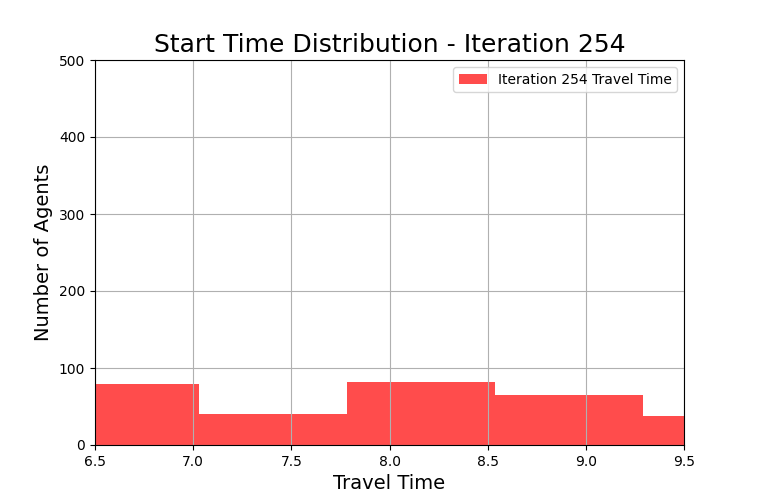 Start Time Distribution - Iteration 254
Iteration 254 Travel Time
Number of Agents
500
400
300
200
100
0
6.5 7.0 7.5 8.0 8.5 9.0 9.5
Travel Time